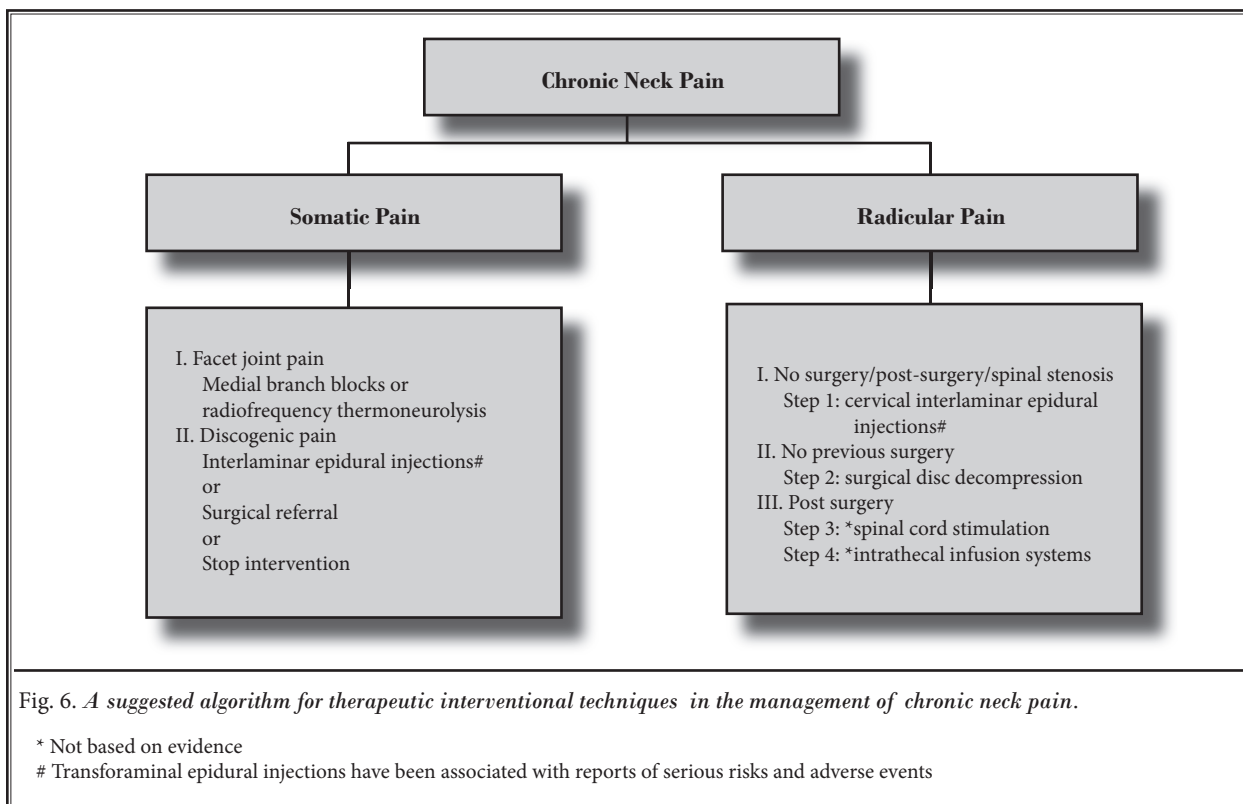 Chronic Neck Pain
Somatic Pain
I. Facet joint pain
Medial branch blocks or
radiofrequency thermoneurolysis
II. Discogenic pain
Interlaminar epidural injections#
or
Surgical referral
or
Stop intervention
Radicular Pain
I. No surgery/post-surgery/spinal stenosis
Step 1: cervical interlaminar epidural
injections#
II. No previous surgery
Step 2: surgical disc decompression
III. Post surgery
Step 3: *spinal cord stimulation
Step 4: *intrathecal infusion systems
Fig. 6. A suggested algorithm for therapeutic interventional techniques in the management of chronic neck pain.
* Not based on evidence
# Transforaminal epidural injections have been associated with reports of serious risks and adverse events